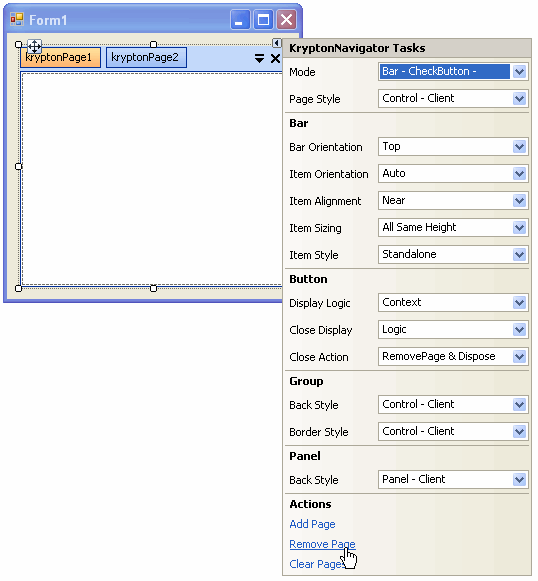 Form1
kryptonPage1 kryptonPage2
KryptonNavigator Tasks
Mode Bar - CheckButton -
Page Style Control - Client
Bar
Bar Orientation Top
Item Orientation Auto
Item Alignment Near
Item Sizing All Same Height
Item Style Standalone
Button
Display Logic Context
Close Display Logic
Close Action RemovePage & Dispose
Group
Back Style Control - Client
Border Style Control - Client
Panel
Back Style Panel - Client
Actions
Add Page
Remove Page
Clear Pages